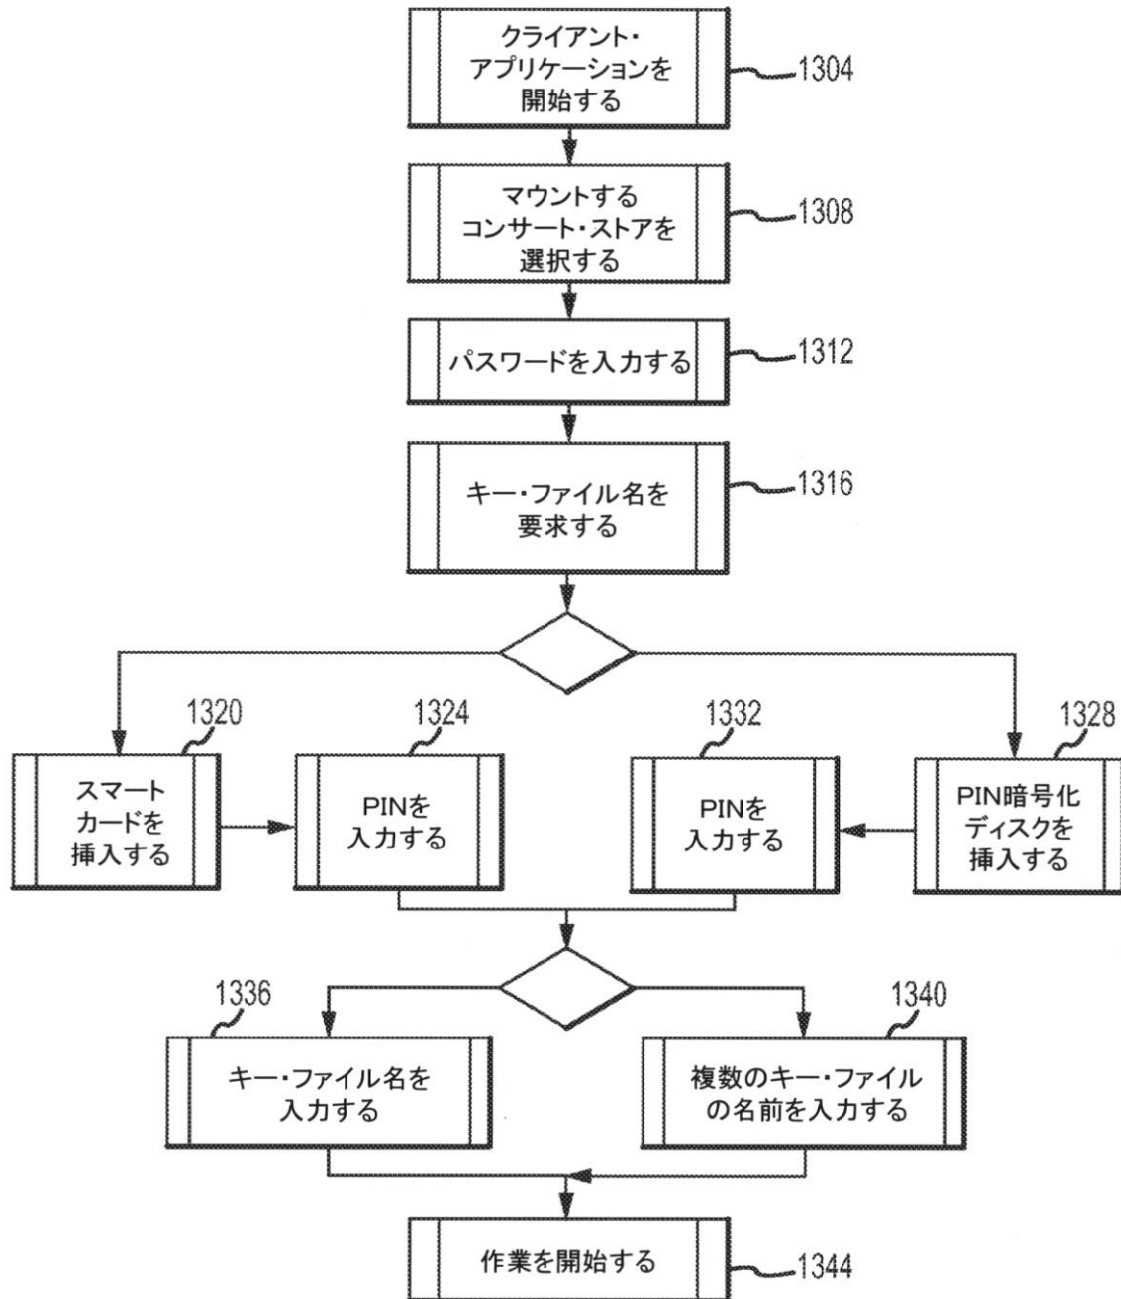 クライアント・
アプリケーションを
開始する
1304
マウントする
コンサート・ストアを
選択する
1308
パスワードを入力する
1312
キー・ファイル名を
要求する
1316
1320
スマート
カードを
挿入する
1324
PINを
入力する
1332
PINを
入力する
1328
PIN暗号化
ディスクを
挿入する
1336
キー・ファイル名を
入力する
1340
複数のキー・ファイル
の名前を入力する
作業を開始する
1344